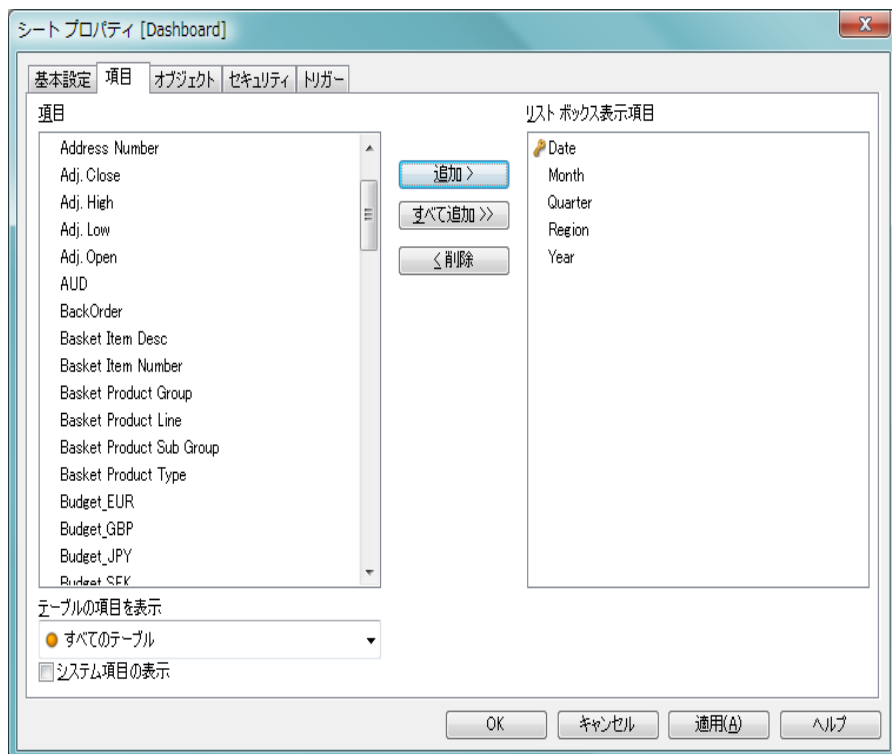 シート プロパティ [Dashboard]
基本設定 項目 オブジェクト セキュリティ トリガー
項目
Address Number
Adj. Close
Adj. High
Adj. Low
Adj. Open
AUD
BackOrder
Basket Item Desc
Basket Item Number
Basket Product Group
Basket Product Line
Basket Product Sub Group
Basket Product Type
Budget_EUR
Budget_GBP
Budget_JPY
Budget_SEK
追加 >
すべて追加 >>
< 削除
リスト ボックス表示項目
Date
Month
Quarter
Region
Year
テーブルの項目を表示
すべてのテーブル
システム項目の表示
OK キャンセル 適用(A) ヘルプ